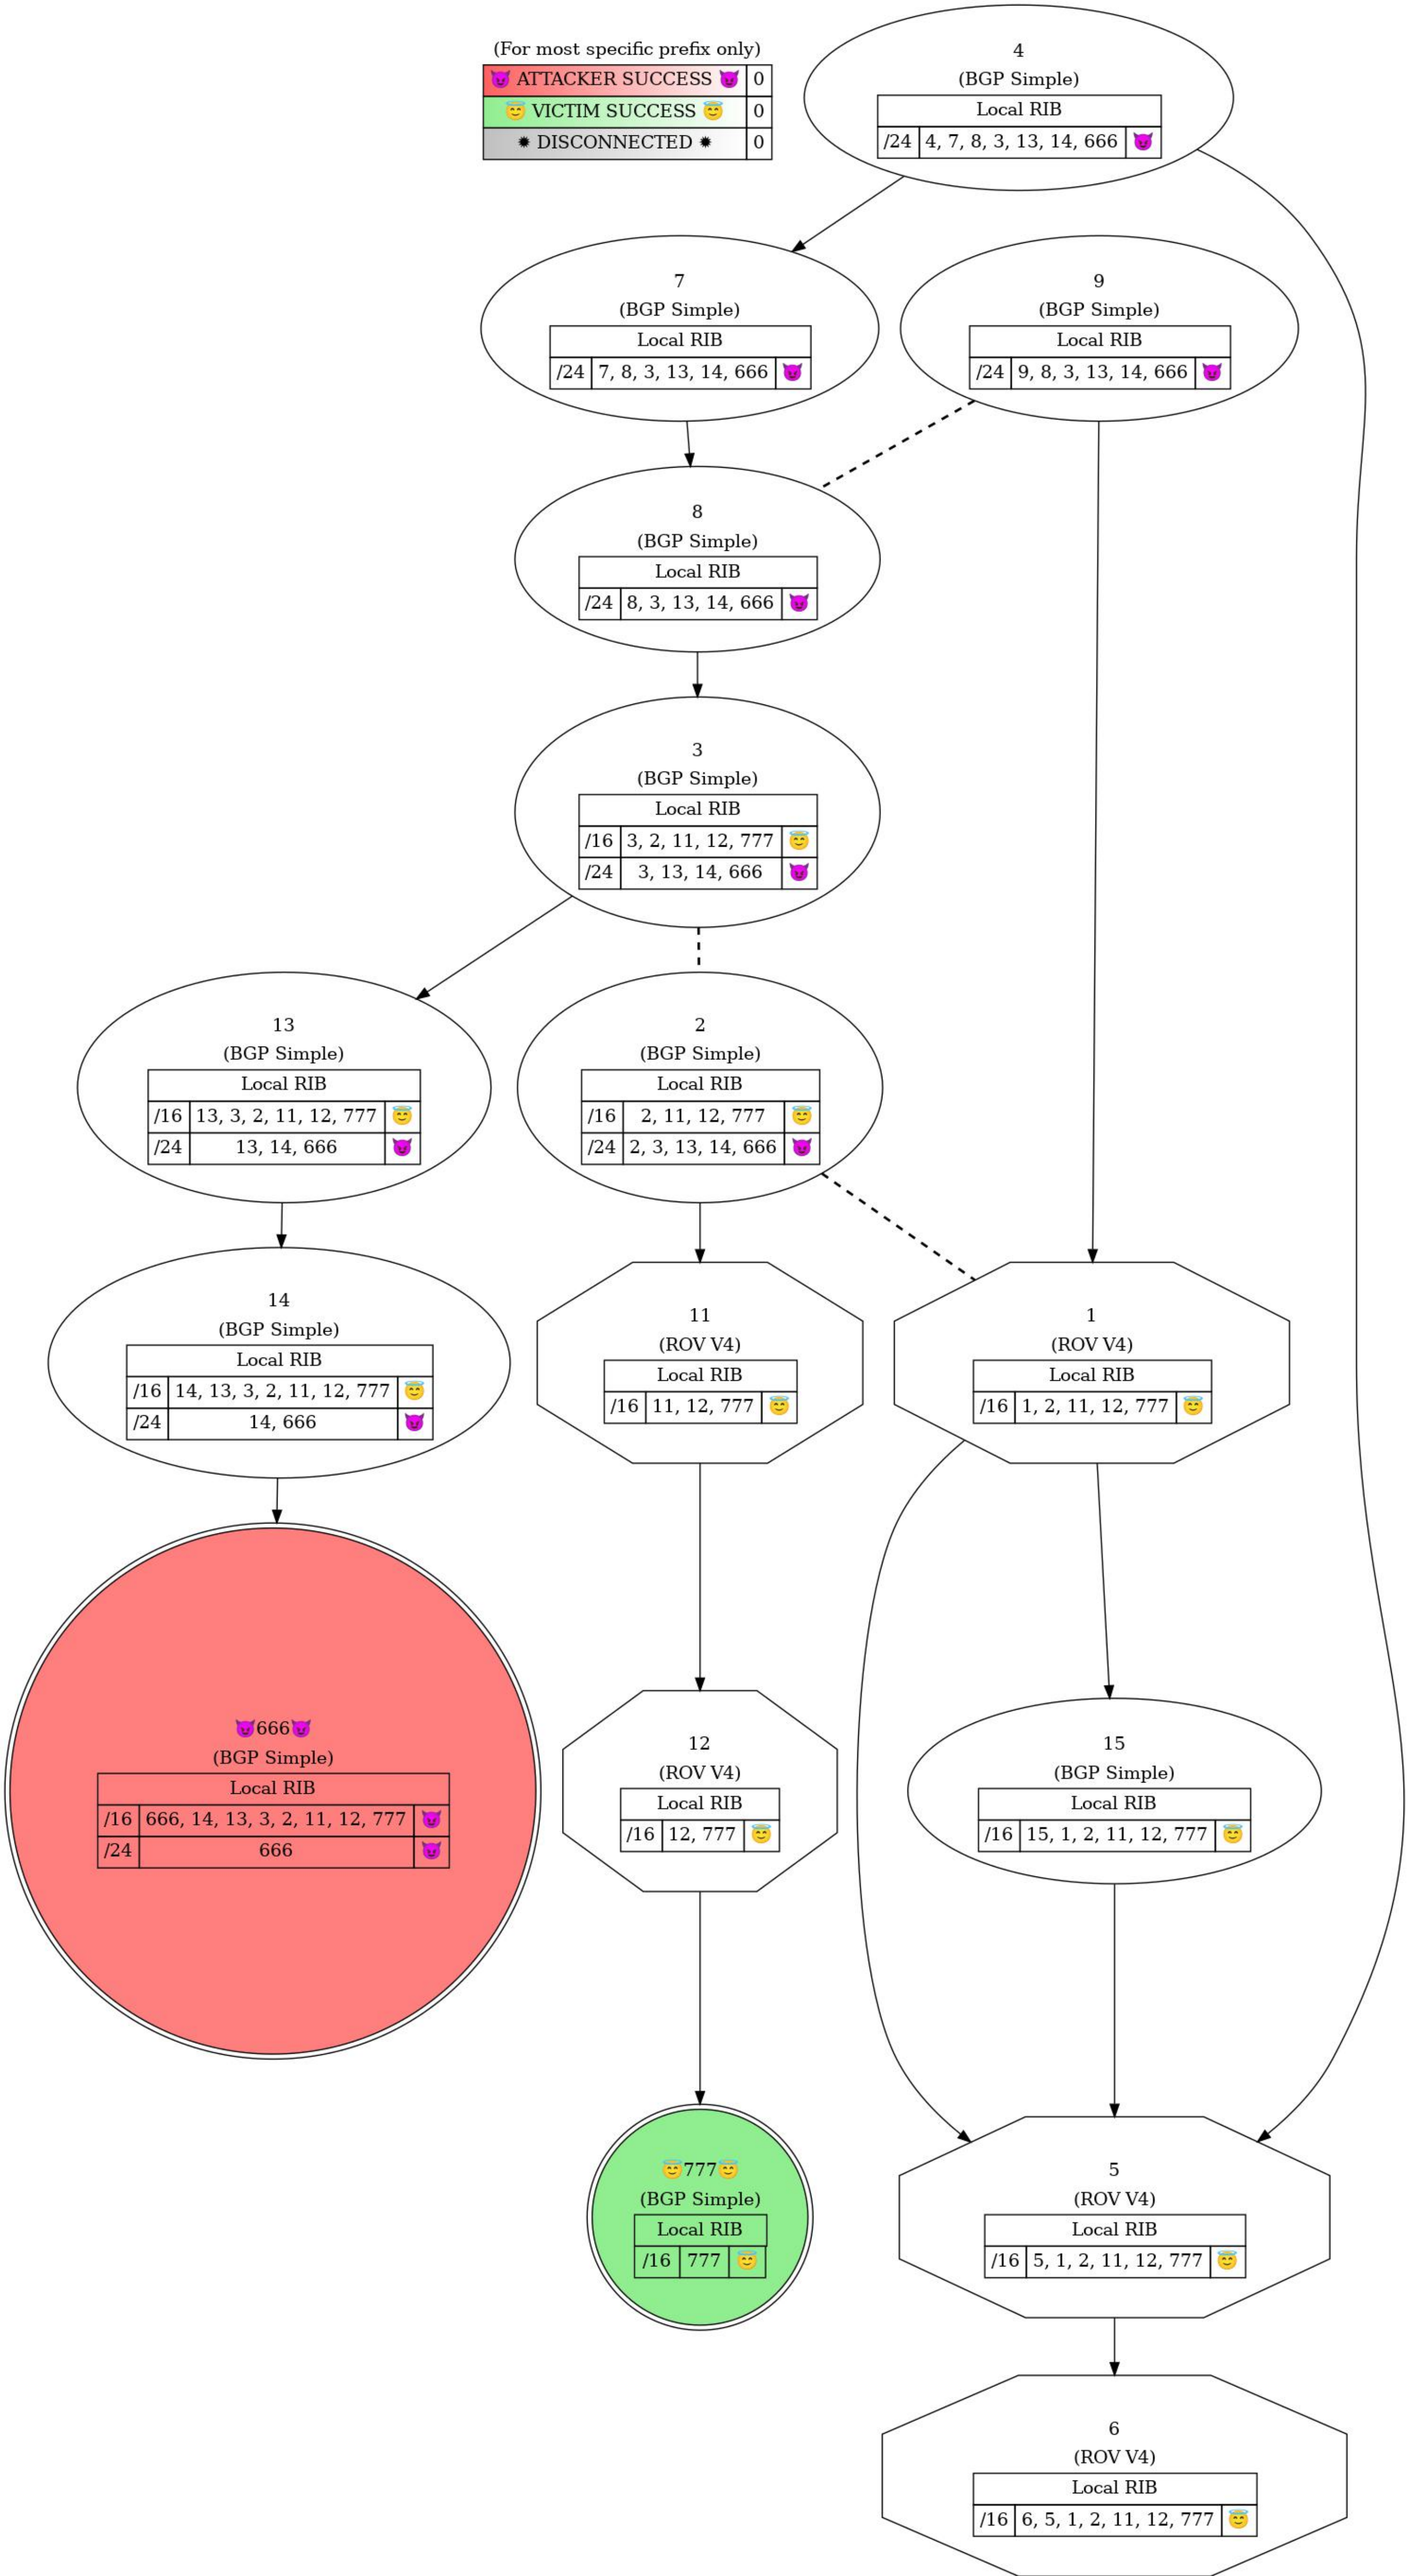 (For most specific prefix only)
😈 ATTACKER SUCCESS 😈 0
😇 VICTIM SUCCESS 😇 0
✹ DISCONNECTED ✹ 0
4
(BGP Simple)
Local RIB
/24 4, 7, 8, 3, 13, 14, 666 😈
7
(BGP Simple)
Local RIB
/24 7, 8, 3, 13, 14, 666 😈
9
(BGP Simple)
Local RIB
/24 9, 8, 3, 13, 14, 666 😈
8
(BGP Simple)
Local RIB
/24 8, 3, 13, 14, 666 😈
3
(BGP Simple)
Local RIB
/16 3, 2, 11, 12, 777 😇
/24 3, 13, 14, 666 😈
13
(BGP Simple)
Local RIB
/16 13, 3, 2, 11, 12, 777 😇
/24 13, 14, 666 😈
2
(BGP Simple)
Local RIB
/16 2, 11, 12, 777 😇
/24 2, 3, 13, 14, 666 😈
14
(BGP Simple)
Local RIB
/16 14, 13, 3, 2, 11, 12, 777 😇
/24 14, 666 😈
11
(ROV V4)
Local RIB
/16 11, 12, 777 😇
1
(ROV V4)
Local RIB
/16 1, 2, 11, 12, 777 😇
😈666😈
(BGP Simple)
Local RIB
/16 666, 14, 13, 3, 2, 11, 12, 777 😈
/24 666 😈
12
(ROV V4)
Local RIB
/16 12, 777 😇
15
(BGP Simple)
Local RIB
/16 15, 1, 2, 11, 12, 777 😇
😇777😇
(BGP Simple)
Local RIB
/16 777 😇
5
(ROV V4)
Local RIB
/16 5, 1, 2, 11, 12, 777 😇
6
(ROV V4)
Local RIB
/16 6, 5, 1, 2, 11, 12, 777 😇